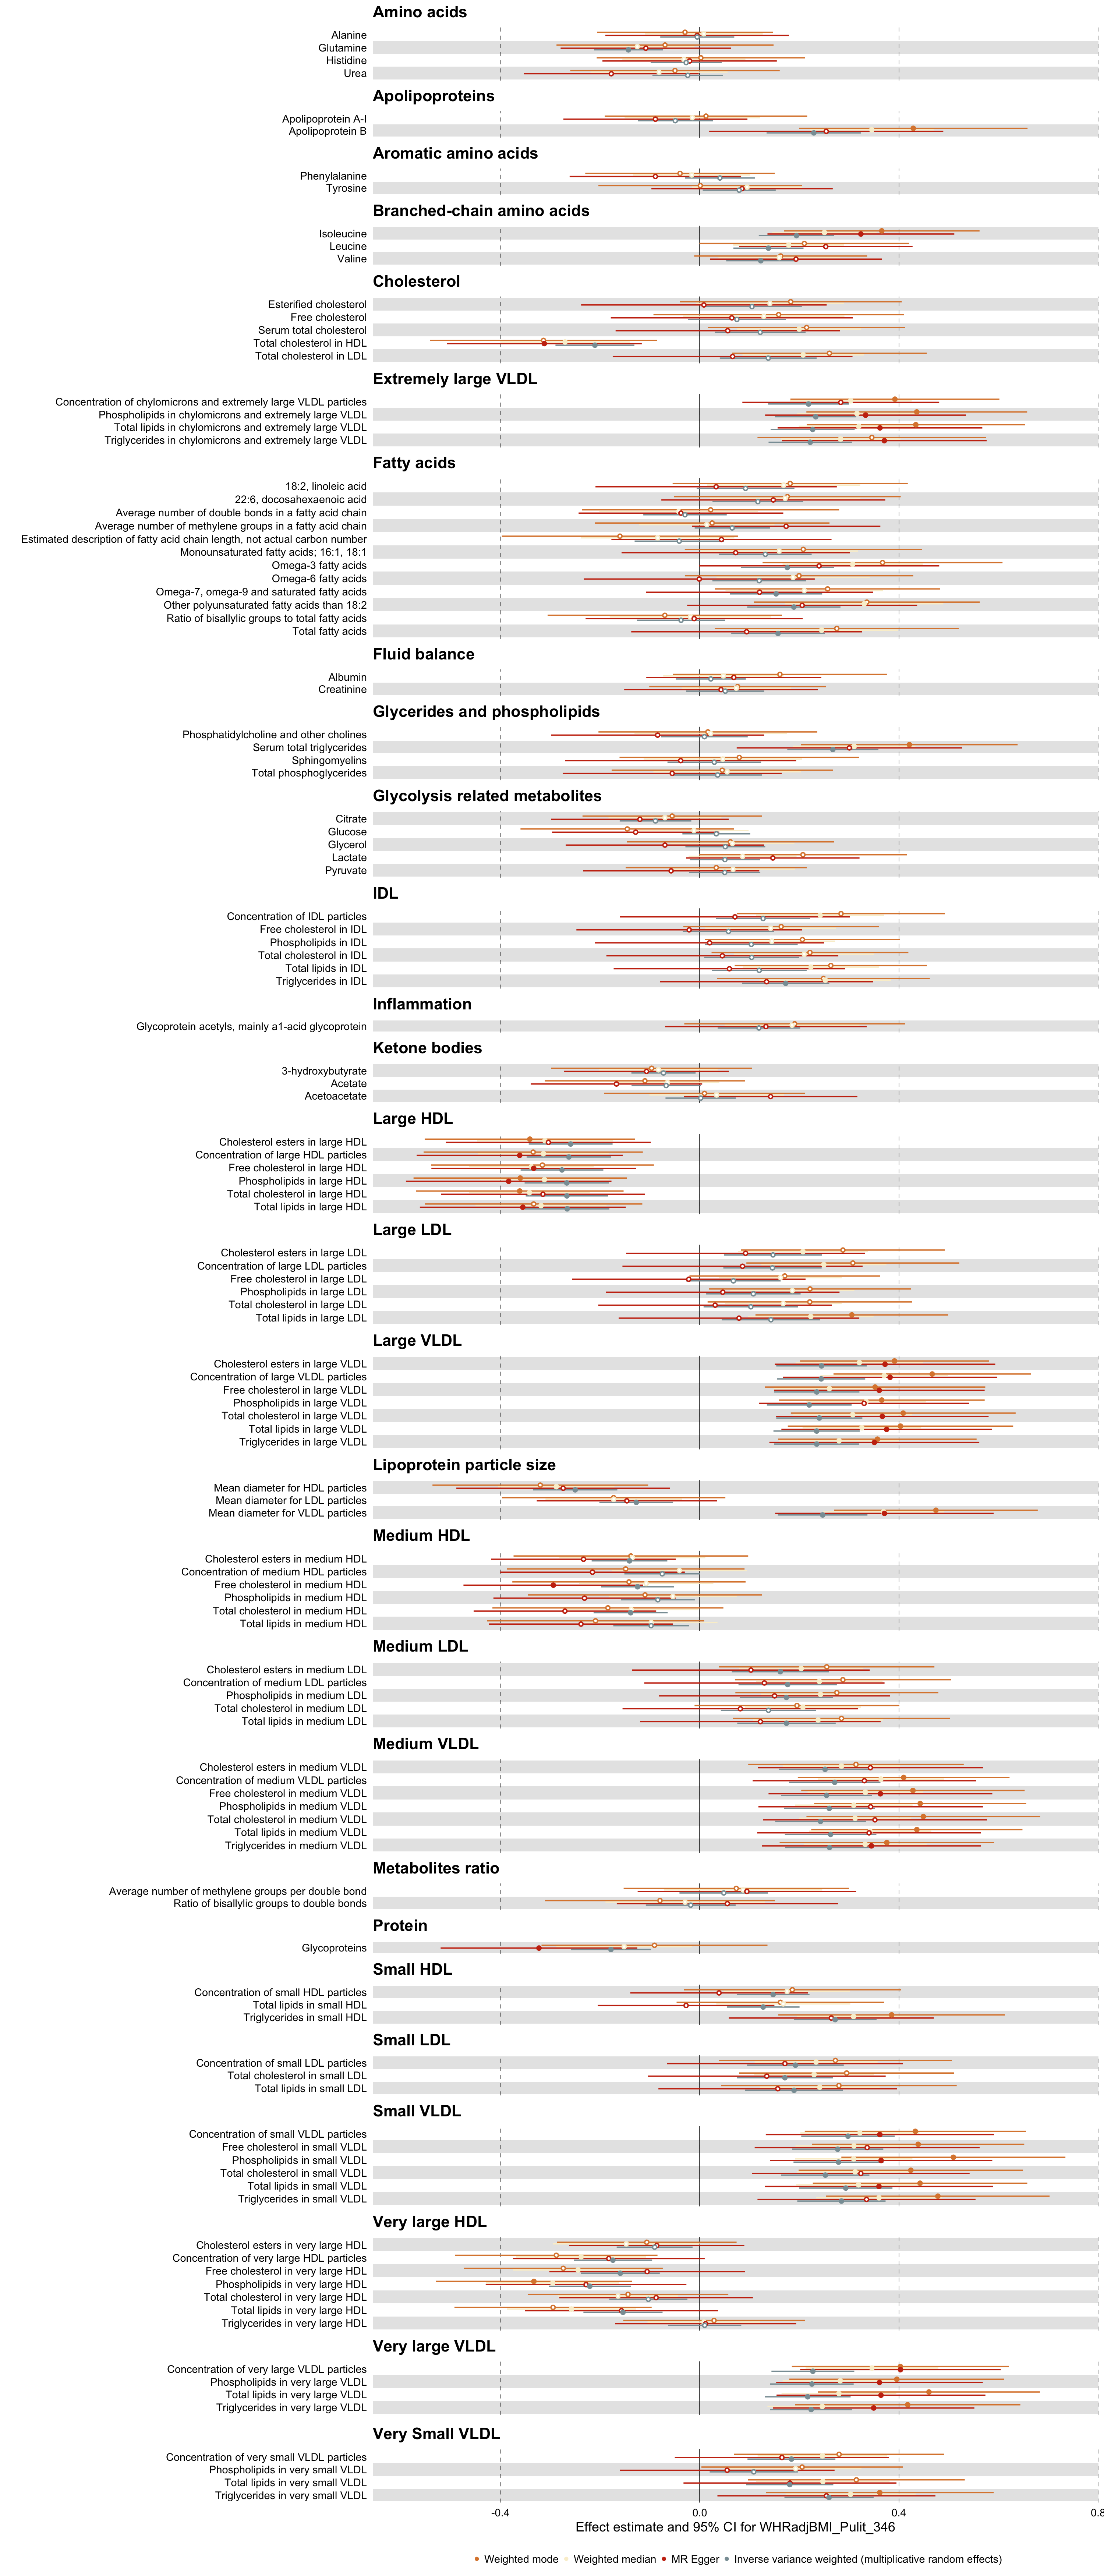 Amino acids
Alanine
Glutamine
Histidine
Urea
Apolipoproteins
Apolipoprotein A-I
Apolipoprotein B
Aromatic amino acids
Phenylalanine
Tyrosine
Branched-chain amino acids
Isoleucine
Leucine
Valine
Cholesterol
Esterified cholesterol
Free cholesterol
Serum total cholesterol
Total cholesterol in HDL
Total cholesterol in LDL
Extremely large VLDL
Concentration of chylomicrons and extremely large VLDL particles
Phospholipids in chylomicrons and extremely large VLDL
Total lipids in chylomicrons and extremely large VLDL
Triglycerides in chylomicrons and extremely large VLDL
Fatty acids
18:2, linoleic acid
22:6, docosahexaenoic acid
Average number of double bonds in a fatty acid chain
Average number of methylene groups in a fatty acid chain
Estimated description of fatty acid chain length, not actual carbon number
Monounsaturated fatty acids; 16:1, 18:1
Omega-3 fatty acids
Omega-6 fatty acids
Omega-7, omega-9 and saturated fatty acids
Other polyunsaturated fatty acids than 18:2
Ratio of bisallylic groups to total fatty acids
Total fatty acids
Fluid balance
Albumin
Creatinine
Glycerides and phospholipids
Phosphatidylcholine and other cholines
Serum total triglycerides
Sphingomyelins
Total phosphoglycerides
Glycolysis related metabolites
Citrate
Glucose
Glycerol
Lactate
Pyruvate
IDL
Concentration of IDL particles
Free cholesterol in IDL
Phospholipids in IDL
Total cholesterol in IDL
Total lipids in IDL
Triglycerides in IDL
Inflammation
Glycoprotein acetyls, mainly a1-acid glycoprotein
Ketone bodies
3-hydroxybutyrate
Acetate
Acetoacetate
Large HDL
Cholesterol esters in large HDL
Concentration of large HDL particles
Free cholesterol in large HDL
Phospholipids in large HDL
Total cholesterol in large HDL
Total lipids in large HDL
Large LDL
Cholesterol esters in large LDL
Concentration of large LDL particles
Free cholesterol in large LDL
Phospholipids in large LDL
Total cholesterol in large LDL
Total lipids in large LDL
Large VLDL
Cholesterol esters in large VLDL
Concentration of large VLDL particles
Free cholesterol in large VLDL
Phospholipids in large VLDL
Total cholesterol in large VLDL
Total lipids in large VLDL
Triglycerides in large VLDL
Lipoprotein particle size
Mean diameter for HDL particles
Mean diameter for LDL particles
Mean diameter for VLDL particles
Medium HDL
Cholesterol esters in medium HDL
Concentration of medium HDL particles
Free cholesterol in medium HDL
Phospholipids in medium HDL
Total cholesterol in medium HDL
Total lipids in medium HDL
Medium LDL
Cholesterol esters in medium LDL
Concentration of medium LDL particles
Phospholipids in medium LDL
Total cholesterol in medium LDL
Total lipids in medium LDL
Medium VLDL
Cholesterol esters in medium VLDL
Concentration of medium VLDL particles
Free cholesterol in medium VLDL
Phospholipids in medium VLDL
Total cholesterol in medium VLDL
Total lipids in medium VLDL
Triglycerides in medium VLDL
Metabolites ratio
Average number of methylene groups per double bond
Ratio of bisallylic groups to double bonds
Protein
Glycoproteins
Small HDL
Concentration of small HDL particles
Total lipids in small HDL
Triglycerides in small HDL
Small LDL
Concentration of small LDL particles
Total cholesterol in small LDL
Total lipids in small LDL
Small VLDL
Concentration of small VLDL particles
Free cholesterol in small VLDL
Phospholipids in small VLDL
Total cholesterol in small VLDL
Total lipids in small VLDL
Triglycerides in small VLDL
Very large HDL
Cholesterol esters in very large HDL
Concentration of very large HDL particles
Free cholesterol in very large HDL
Phospholipids in very large HDL
Total cholesterol in very large HDL
Total lipids in very large HDL
Triglycerides in very large HDL
Very large VLDL
Concentration of very large VLDL particles
Phospholipids in very large VLDL
Total lipids in very large VLDL
Triglycerides in very large VLDL
Very Small VLDL
Concentration of very small VLDL particles
Phospholipids in very small VLDL
Total lipids in very small VLDL
Triglycerides in very small VLDL
-0.4 0.0 0.4 0.8
Effect estimate and 95% CI for WHRadjBMI_Pulit_346
Weighted mode Weighted median MR Egger Inverse variance weighted (multiplicative random effects)